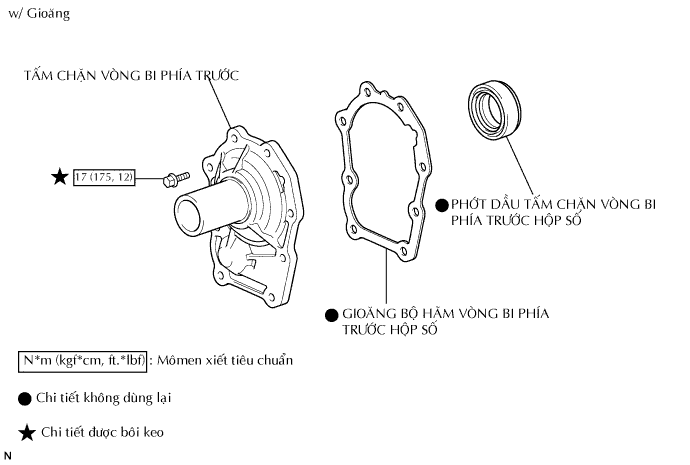 w/ Gioăng
TẤM CHẶN VÒNG BI PHÍA TRƯỚC
17 (175, 12)
PHỚT DẦU TẤM CHẶN VÒNG BI
PHÍA TRƯỚC HỘP SỐ
GIOĂNG BỘ HÃM VÒNG BI PHÍA
TRƯỚC HỘP SỐ
N*m (kgf*cm, ft.*lbf) : Mômen xiết tiêu chuẩn
Chi tiết không dùng lại
Chi tiết được bôi keo
N